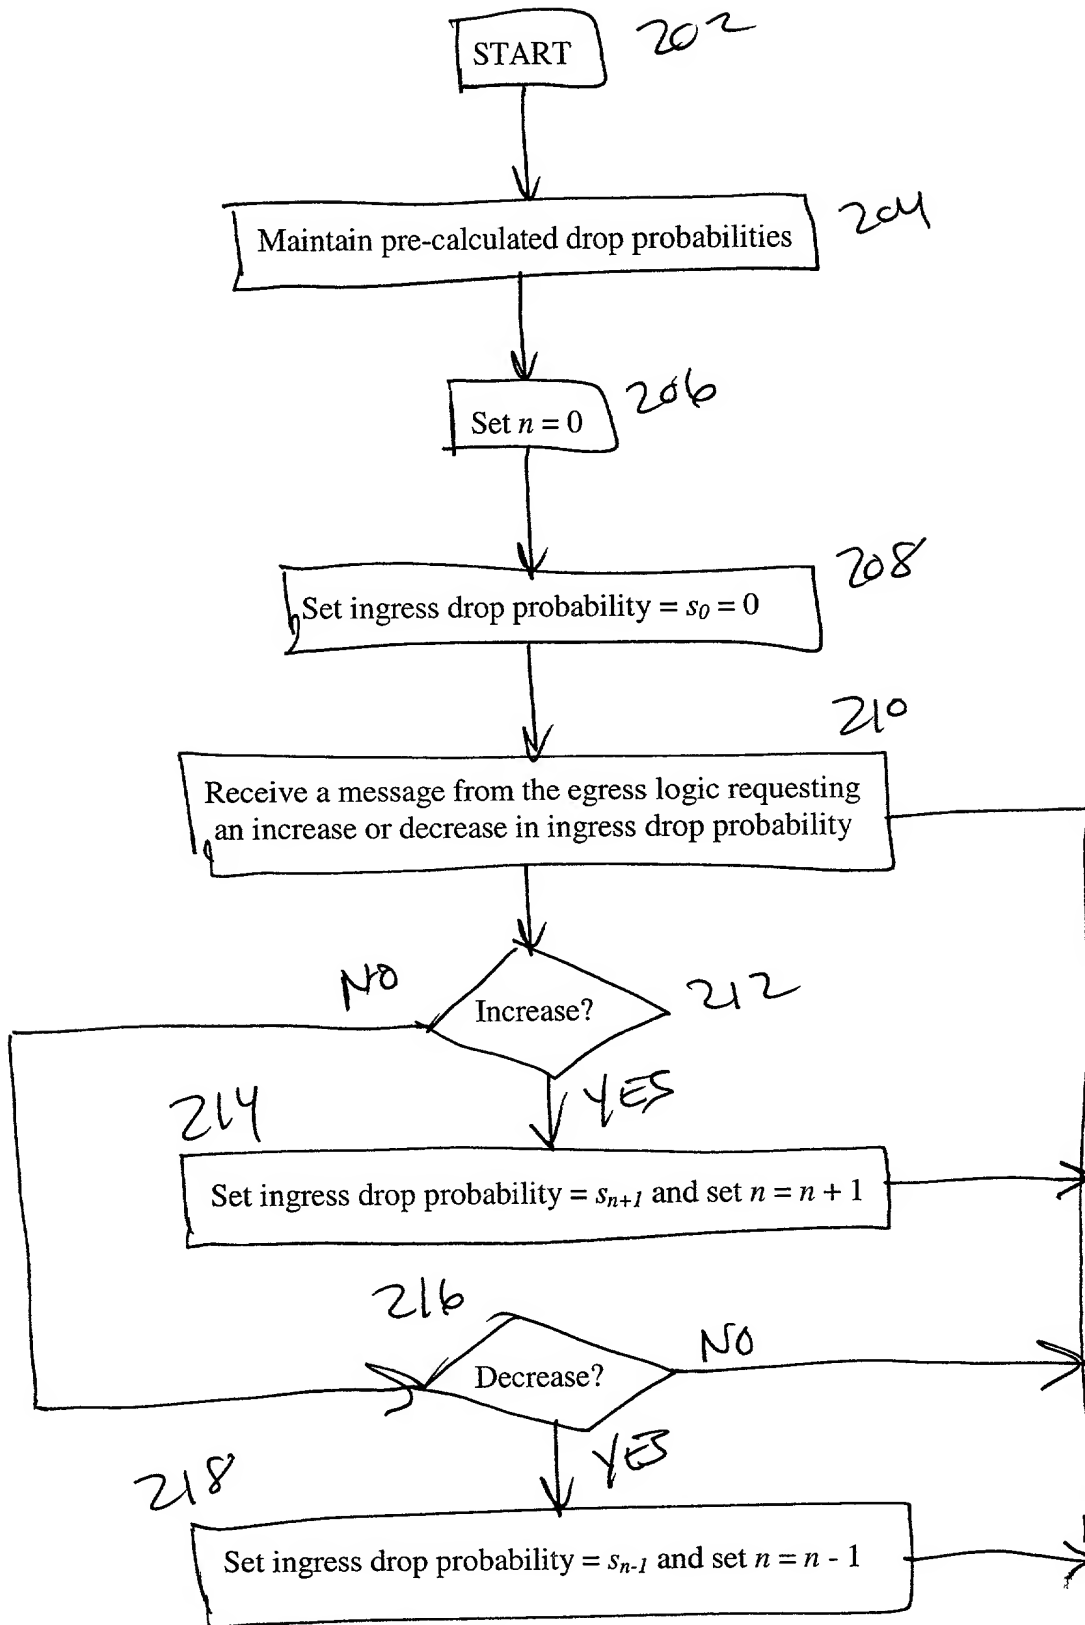 START
202
Maintain pre-calculated drop probabilities
204
Set n = 0
206
Set ingress drop probability = s0 = 0
208
210
Receive a message from the egress logic requesting
an increase or decrease in ingress drop probability
NO
Increase?
212
YES
214
Set ingress drop probability = sn+1 and set n = n + 1
216
Decrease?
NO
YES
218
Set ingress drop probability = sn-1 and set n = n - 1